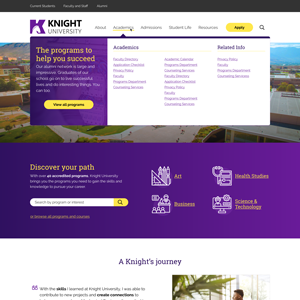 Current Students Faculty and Staff Alumni
KNIGHT
UNIVERSITY
About Academics Admissions Student Life Resources Apply
The programs to
help you succeed
Our alumni network is large and
impressive. Graduates of our
school go on to live successful
lives and do interesting things. You
can too.
View all programs
Academics
Faculty Directory
Application Checklist
Privacy Policy
Faculty
Programs Department
Counseling Services
Academic Calendar
Programs Department
Counseling Services
Faculty Directory
Application Checklist
Privacy Policy
Faculty
Programs Department
Counseling Services
Related Info
Privacy Policy
Faculty
Programs Department
Counseling Services
Discover your path
With over 40 accredited programs, Knight University
brings you the programs you need to gain the skills and
knowledge to pursue your career.
Search by program or interest
or browse all programs and courses
Art
Health Studies
Business
Science &
Technology
A Knight's journey
With the skills I learned at Knight University, I was able to
contribute to new projects and create connections to